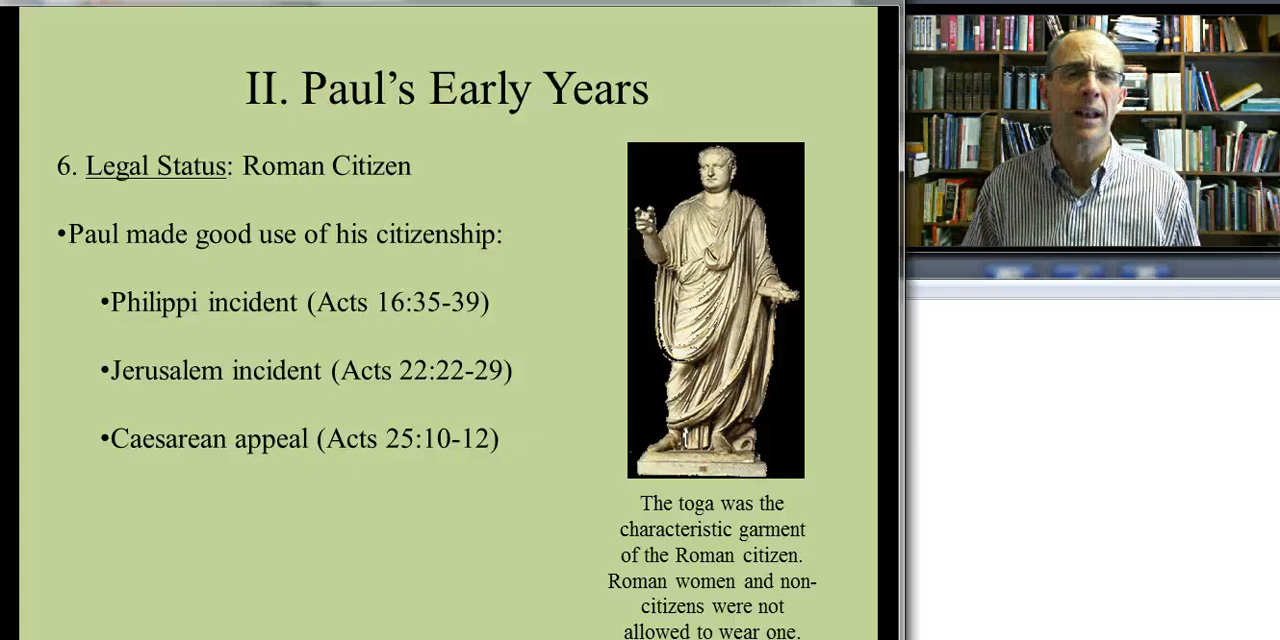 II. Paul's Early Years
6. Legal Status: Roman Citizen
•Paul made good use of his citizenship:
•Philippi incident (Acts 16:35-39)
•Jerusalem incident (Acts 22:22-29)
•Caesarean appeal (Acts 25:10-12)
The toga was the
characteristic garment
of the Roman citizen.
Roman women and non-
citizens were not
allowed to wear one.